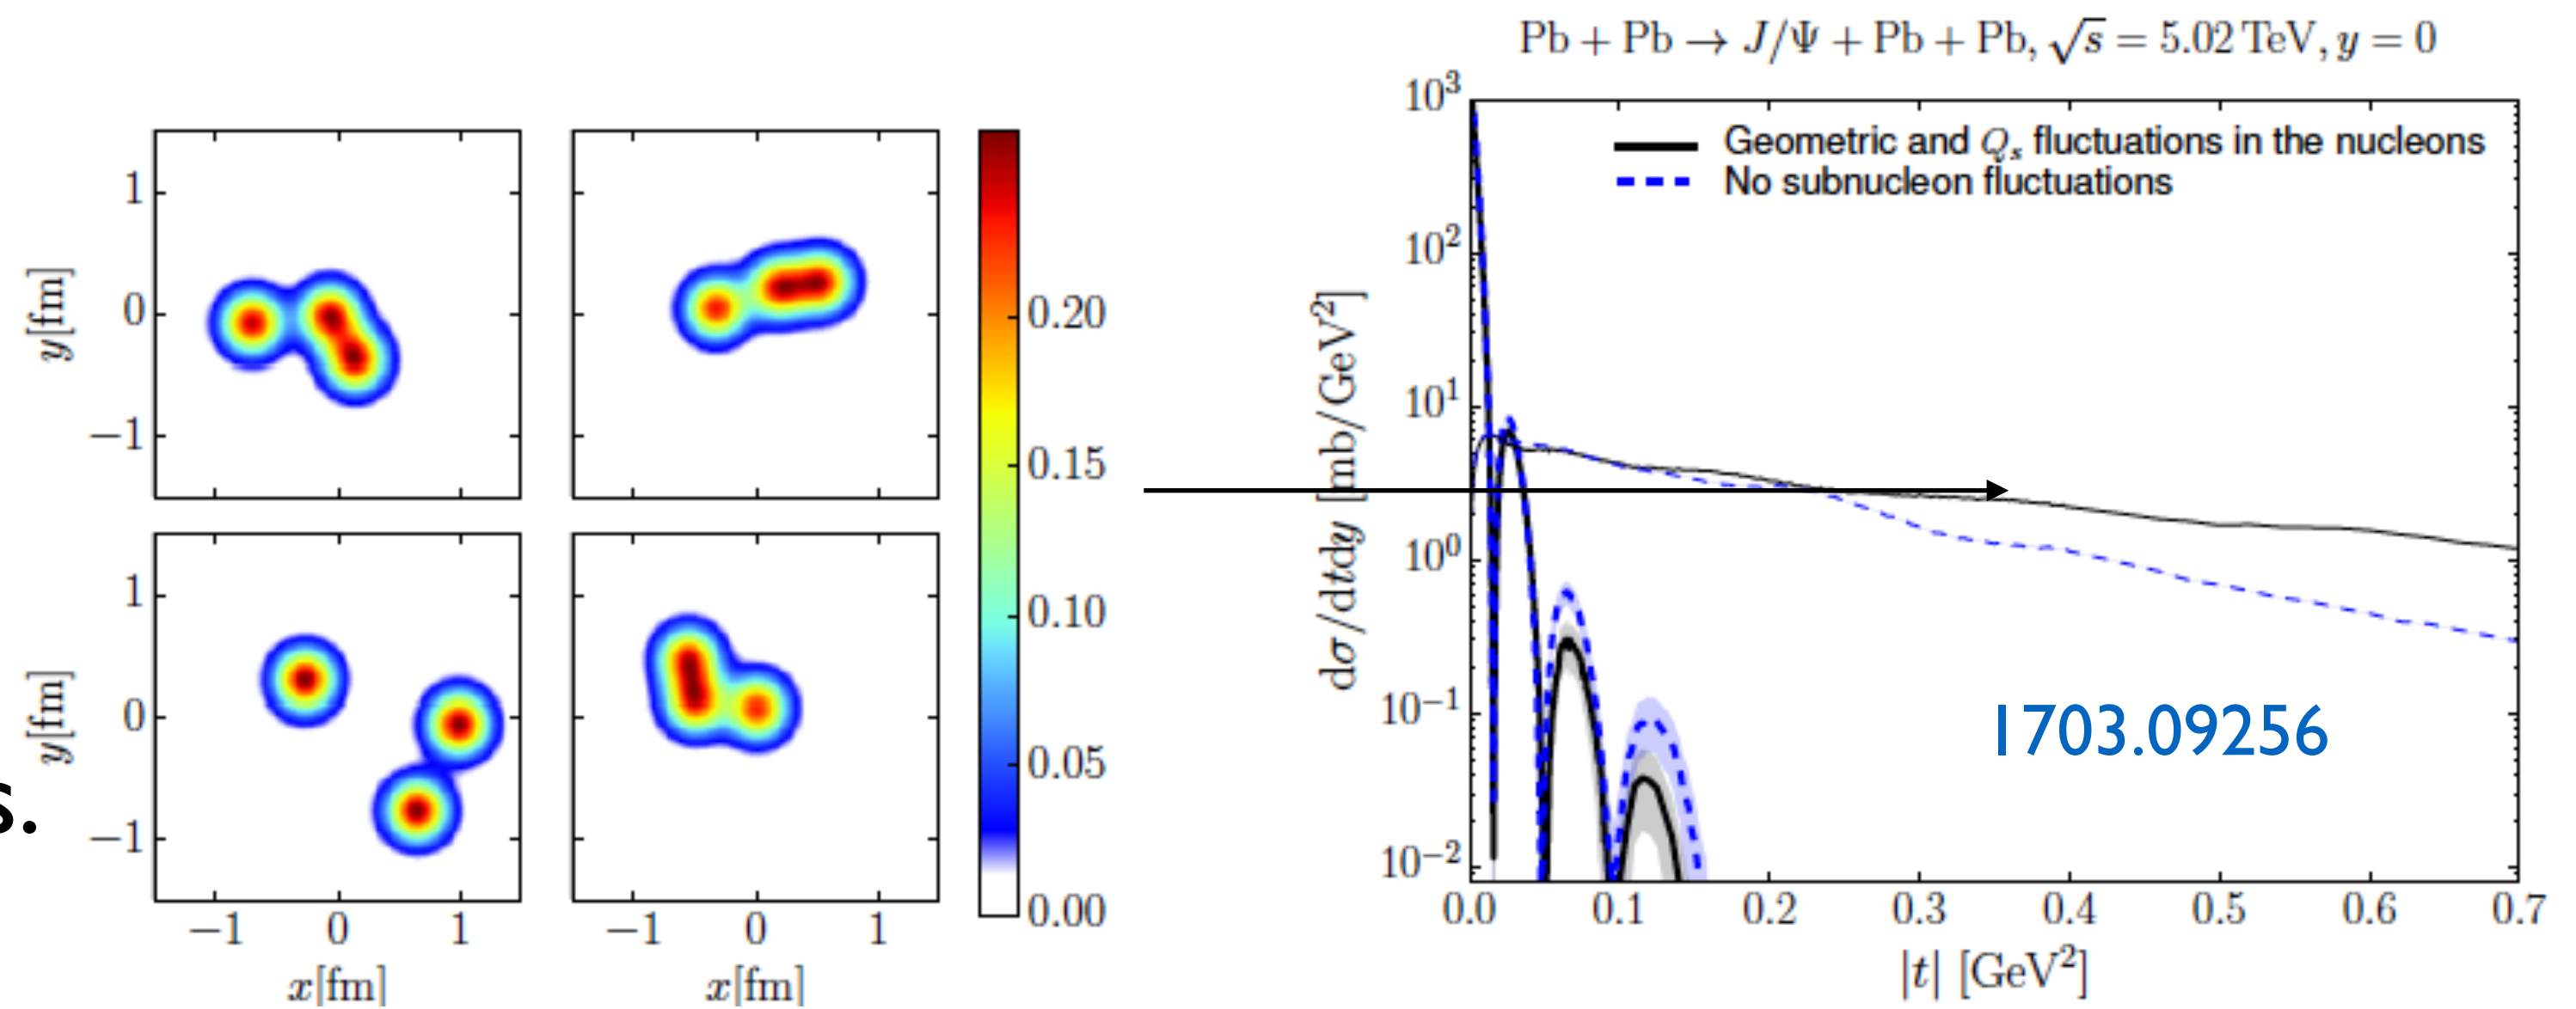 Pb + Pb → J/Ψ + Pb + Pb, √s = 5.02 TeV, y = 0
Geometric and Qₛ fluctuations in the nucleons
No subnucleon fluctuations
10³
10²
10¹
10⁰
10⁻¹
10⁻²
dσ/dtdy [mb/GeV²]
0.0 0.1 0.2 0.3 0.4 0.5 0.6 0.7
|t| [GeV²]
1703.09256
y[fm]
1
0
−1
y[fm]
1
0
−1
−1 0 1
x[fm]
−1 0 1
x[fm]
0.20
0.15
0.10
0.05
0.00
s.